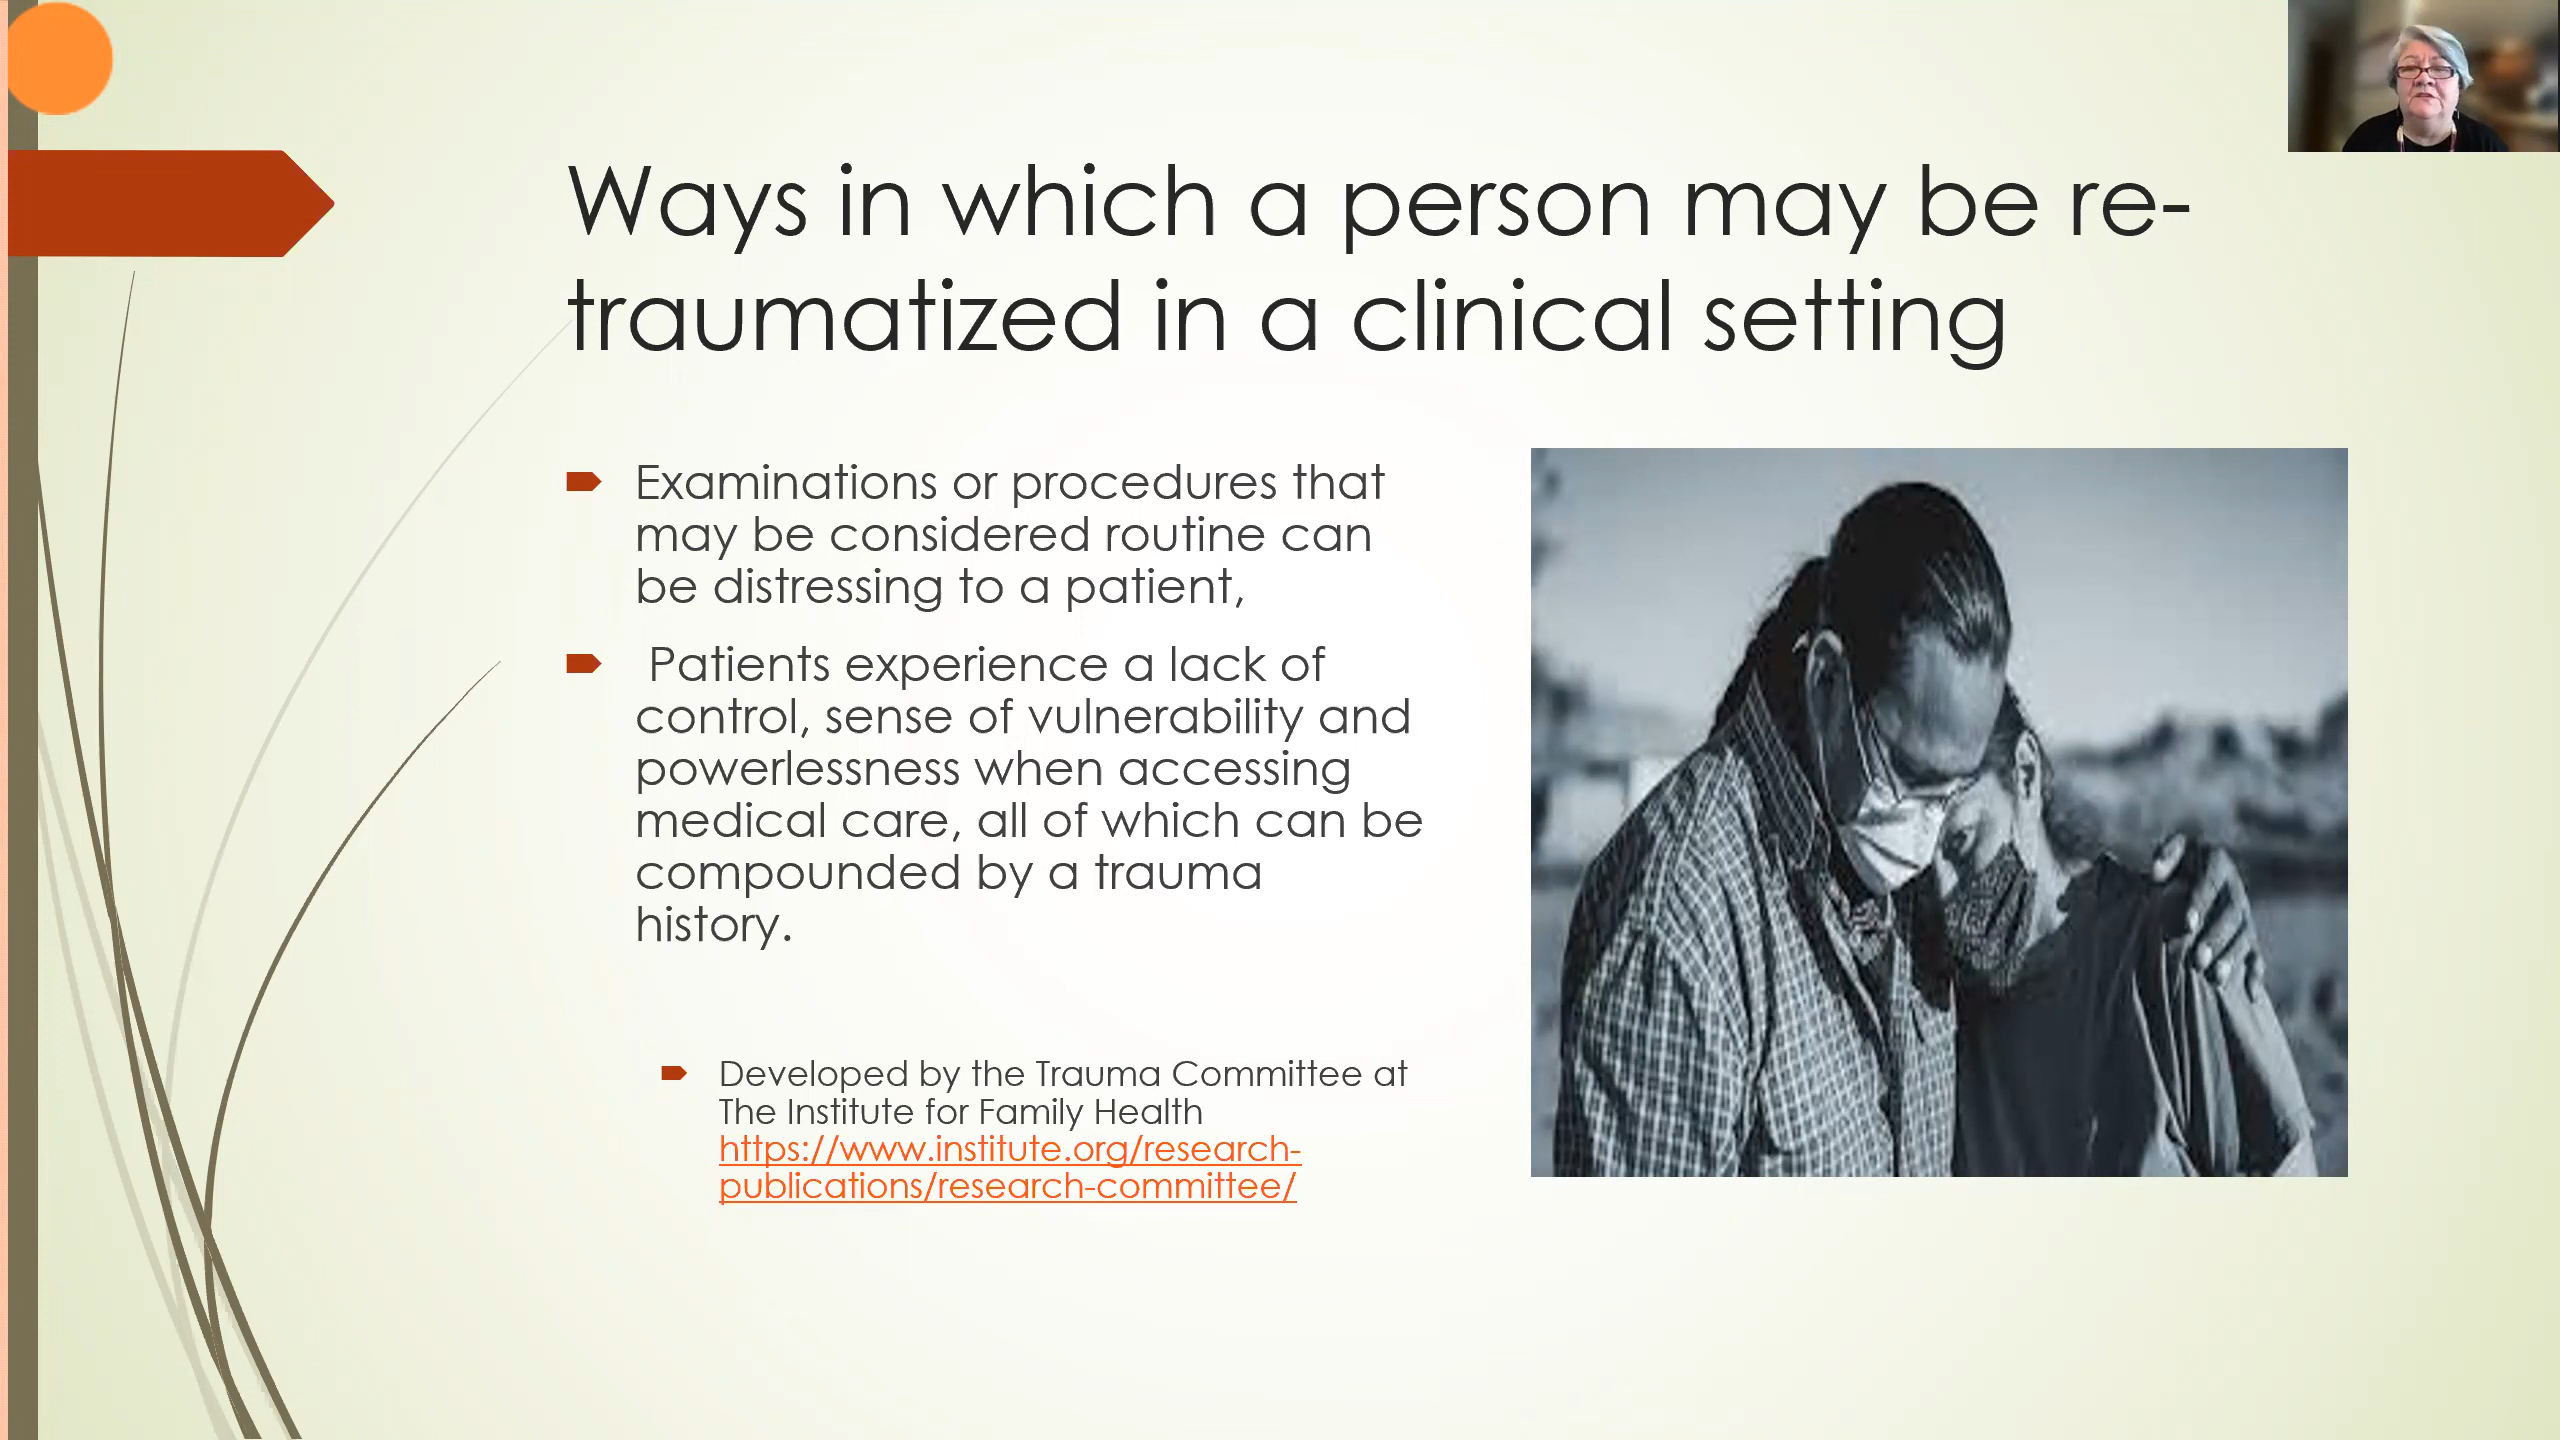 Ways in which a person may be re-
traumatized in a clinical setting
Examinations or procedures that
may be considered routine can
be distressing to a patient,
Patients experience a lack of
control, sense of vulnerability and
powerlessness when accessing
medical care, all of which can be
compounded by a trauma
history.
Developed by the Trauma Committee at
The Institute for Family Health
https://www.institute.org/research-
publications/research-committee/